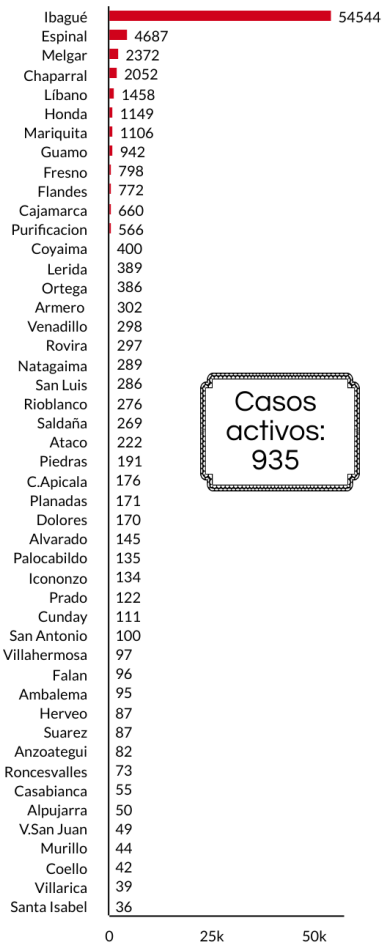 Ibagué 54544
Espinal 4687
Melgar 2372
Chaparral 2052
Líbano 1458
Honda 1149
Mariquita 1106
Guamo 942
Fresno 798
Flandes 772
Cajamarca 660
Purificacion 566
Coyaima 400
Lerida 389
Ortega 386
Armero 302
Venadillo 298
Rovira 297
Natagaima 289
San Luis 286
Rioblanco 276
Saldaña 269
Ataco 222
Piedras 191
C.Apicala 176
Planadas 171
Dolores 170
Alvarado 145
Palocabildo 135
Icononzo 134
Prado 122
Cunday 111
San Antonio 100
Villahermosa 97
Falan 96
Ambalema 95
Herveo 87
Suarez 87
Anzoategui 82
Roncesvalles 73
Casabianca 55
Alpujarra 50
V.San Juan 49
Murillo 44
Coello 42
Villarica 39
Santa Isabel 36
0 25k 50k
Casos
activos:
935